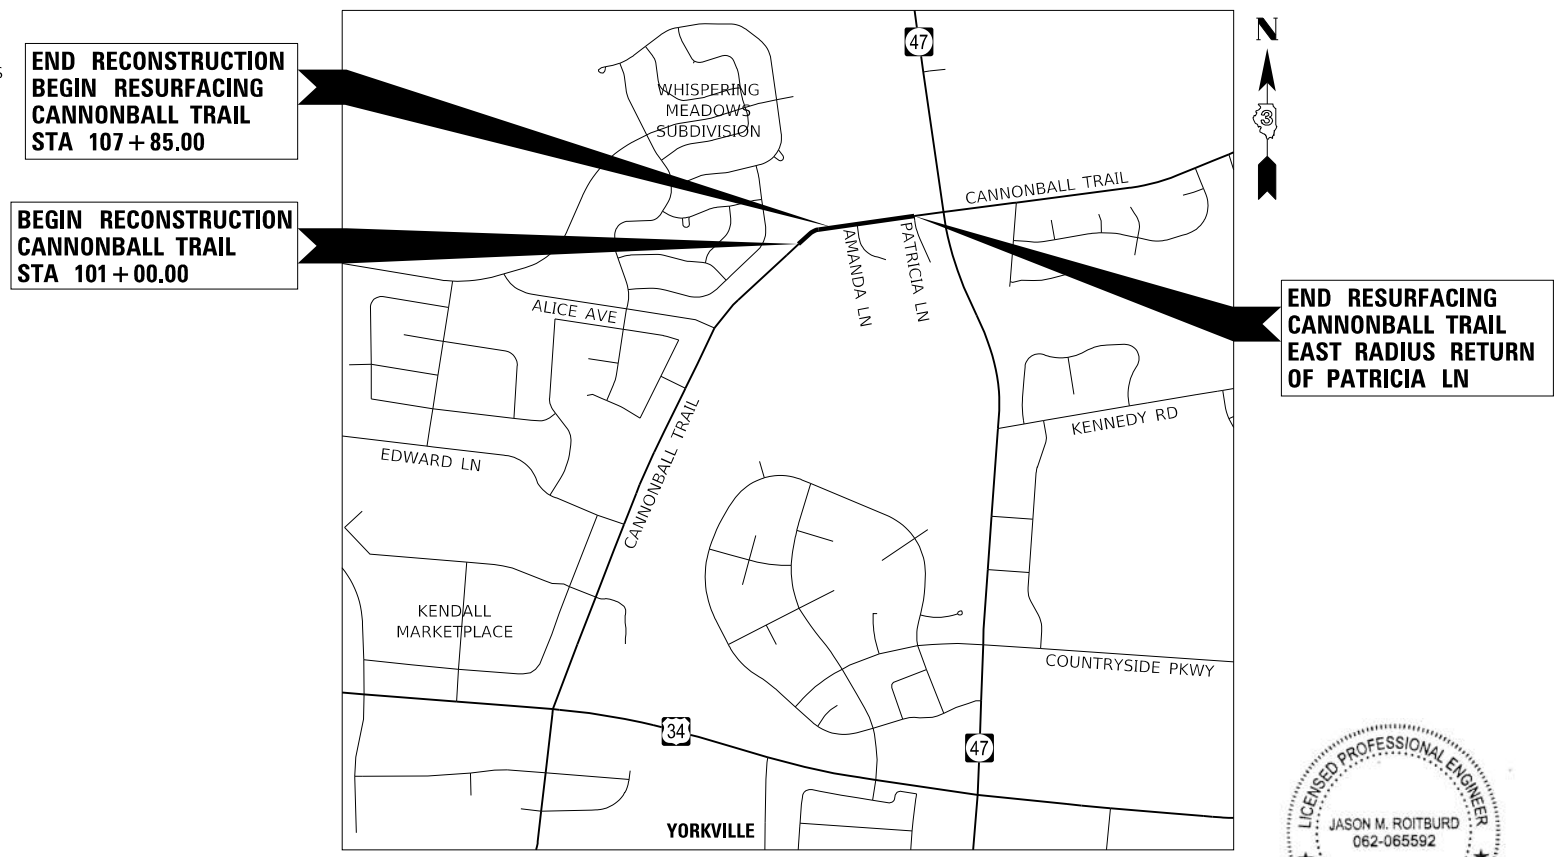 S
END RECONSTRUCTION
BEGIN RESURFACING
CANNONBALL TRAIL
STA 107+85.00
BEGIN RECONSTRUCTION
CANNONBALL TRAIL
STA 101+00.00
WHISPERING
MEADOWS
SUBDIVISION
47
N
3
CANNONBALL TRAIL
AMANDA LN
PATRICIA LN
ALICE AVE
END RESURFACING
CANNONBALL TRAIL
EAST RADIUS RETURN
OF PATRICIA LN
KENNEDY RD
EDWARD LN
CANNONBALL TRAIL
KENDALL
MARKETPLACE
COUNTRYSIDE PKWY
34
47
YORKVILLE
LICENSED PROFESSIONAL ENGINEER
JASON M. ROITBURD
062-065592